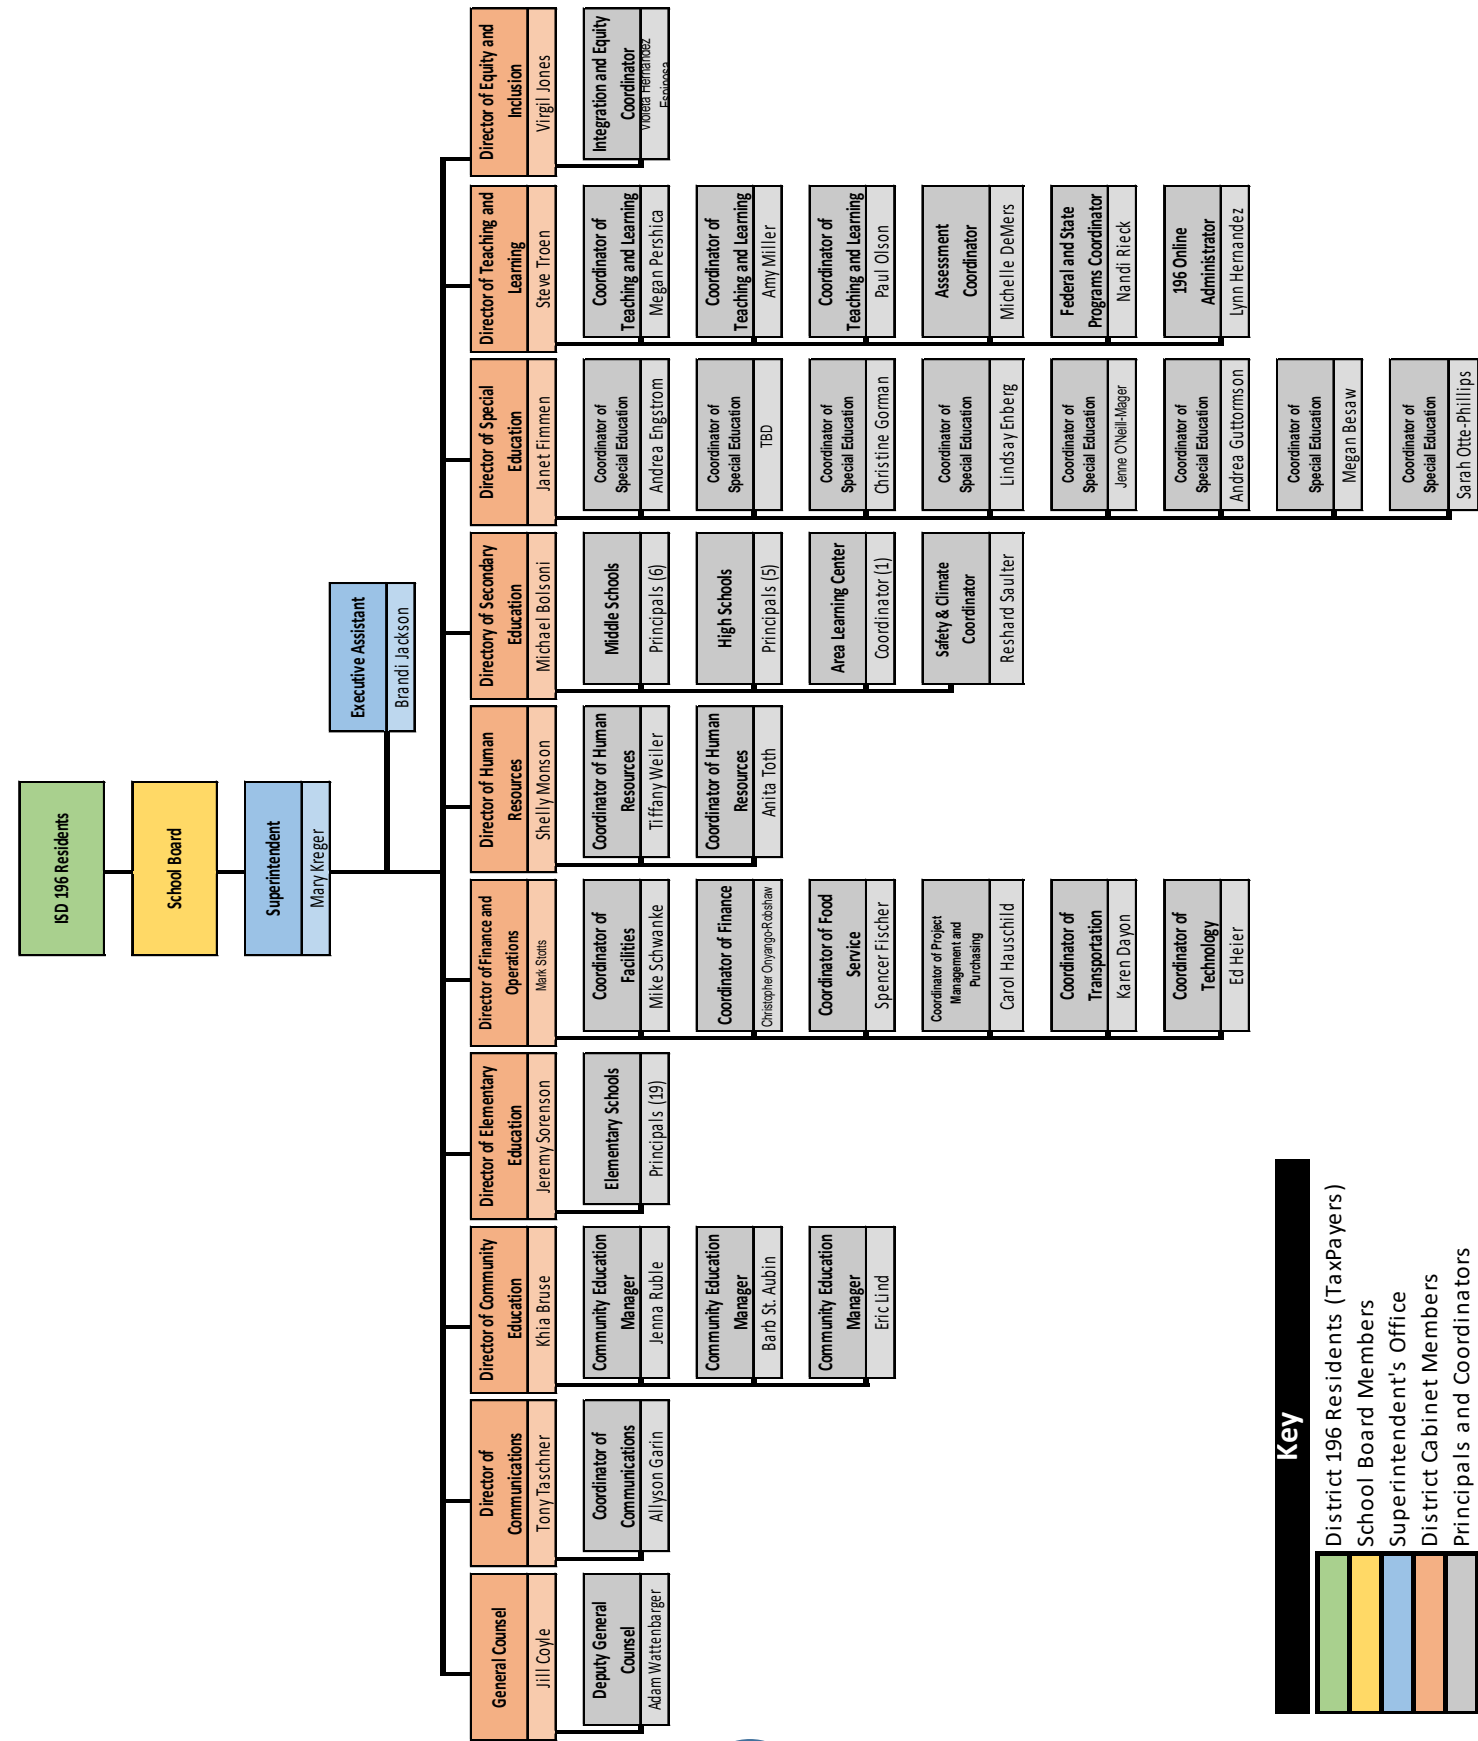 ISD 196 Residents
School Board
Superintendent
Mary Kreger
Executive Assistant
Brandi Jackson
General Counsel
Jill Coyle
Deputy General
Counsel
Adam Wattenbarger
Director of
Communications
Tony Taschner
Coordinator of
Communications
Allyson Garin
Director of Community
Education
Khia Bruse
Community Education
Manager
Jenna Ruble
Community Education
Manager
Barb St. Aubin
Community Education
Manager
Eric Lind
Director of Elementary
Education
Jeremy Sorenson
Elementary Schools
Principals (19)
Director of Finance and
Operations
Mark Stotts
Coordinator of
Facilities
Mike Schwanke
Coordinator of Finance
Christopher Onyango-Robshaw
Coordinator of Food
Service
Spencer Fischer
Coordinator of Project
Management and
Purchasing
Carol Hauschild
Coordinator of
Transportation
Karen Dayon
Coordinator of
Technology
Ed Heier
Director of Human
Resources
Shelly Monson
Coordinator of Human
Resources
Tiffany Weiler
Coordinator of Human
Resources
Anita Toth
Directory of Secondary
Education
Michael Bolsoni
Middle Schools
Principals (6)
High Schools
Principals (5)
Area Learning Center
Coordinator (1)
Safety & Climate
Coordinator
Reshard Saulter
Director of Special
Education
Janet Fimmen
Coordinator of
Special Education
Andrea Engstrom
Coordinator of
Special Education
TBD
Coordinator of
Special Education
Christine Gorman
Coordinator of
Special Education
Lindsay Enberg
Coordinator of
Special Education
Jenne O'Neill-Mager
Coordinator of
Special Education
Andrea Guttormson
Coordinator of
Special Education
Megan Besaw
Coordinator of
Special Education
Sarah Otte-Phillips
Director of Teaching and
Learning
Steve Troen
Coordinator of
Teaching and Learning
Megan Pershica
Coordinator of
Teaching and Learning
Amy Miller
Coordinator of
Teaching and Learning
Paul Olson
Assessment
Coordinator
Michelle DeMers
Federal and State
Programs Coordinator
Nandi Rieck
196 Online
Administrator
Lynn Hernandez
Director of Equity and
Inclusion
Virgil Jones
Integration and Equity
Coordinator
Violeta Hernandez
Espinosa
Key
District 196 Residents (TaxPayers)
School Board Members
Superintendent's Office
District Cabinet Members
Principals and Coordinators